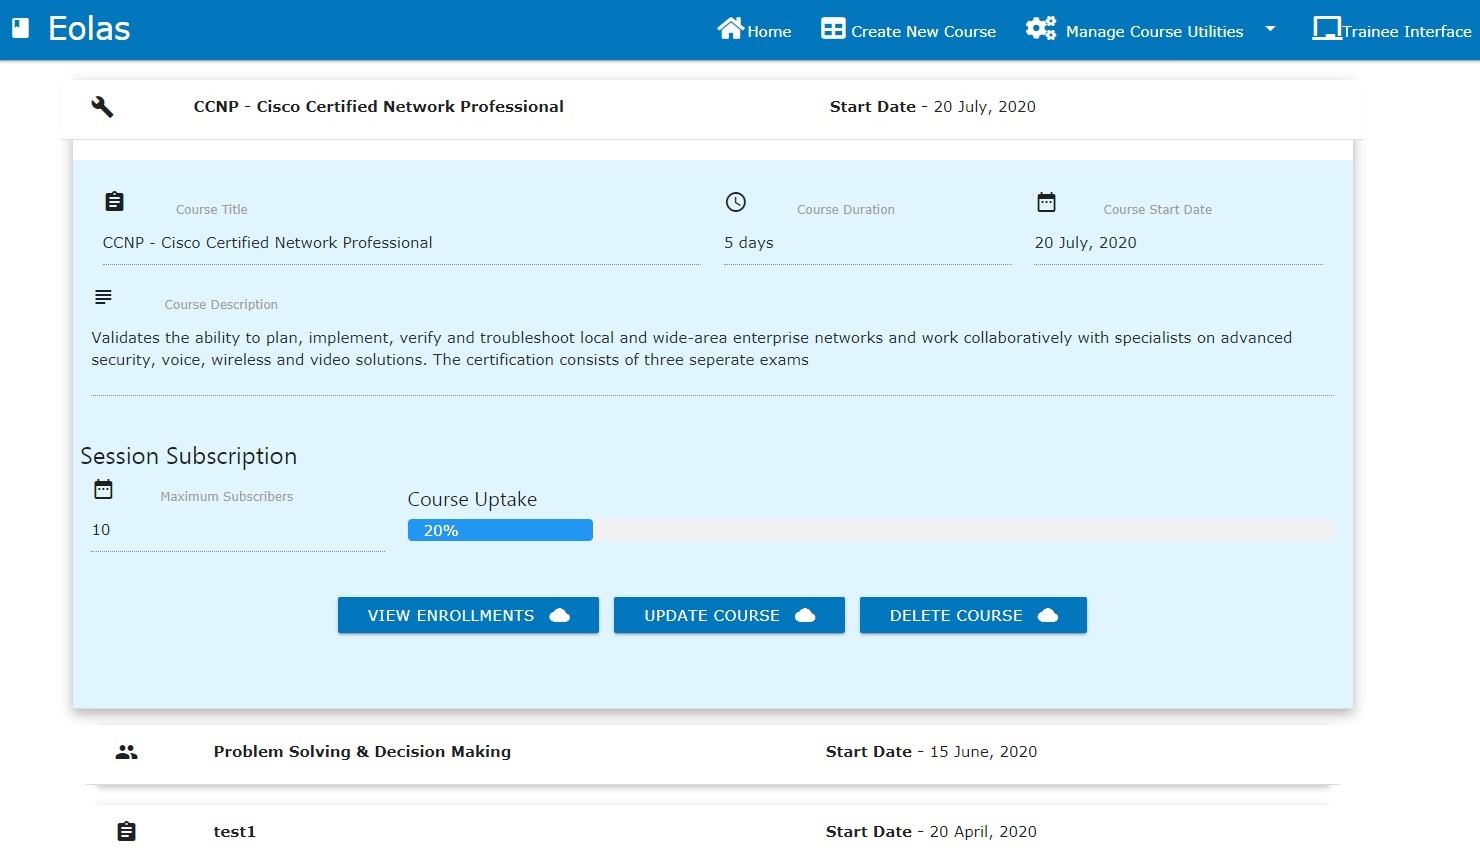 Eolas
Home
Create New Course
Manage Course Utilities
Trainee Interface
CCNP - Cisco Certified Network Professional
Start Date - 20 July, 2020
Course Title
Course Duration
Course Start Date
CCNP - Cisco Certified Network Professional
5 days
20 July, 2020
Course Description
Validates the ability to plan, implement, verify and troubleshoot local and wide-area enterprise networks and work collaboratively with specialists on advanced
security, voice, wireless and video solutions. The certification consists of three seperate exams
Session Subscription
Maximum Subscribers
Course Uptake
10
20%
VIEW ENROLLMENTS
UPDATE COURSE
DELETE COURSE
Problem Solving & Decision Making
Start Date - 15 June, 2020
test1
Start Date - 20 April, 2020